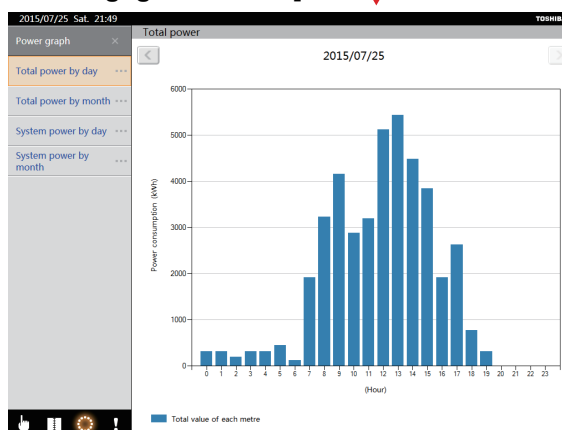 2015/07/25 Sat. 21:49
TOSHIB
Power graph ×
Total power by day ...
Total power by month ...
System power by day ...
System power by
month ...
Total power
< 2015/07/25 >
Power consumption (kWh)
6000
5000
4000
3000
2000
1000
0
0 1 2 3 4 5 6 7 8 9 10 11 12 13 14 15 16 17 18 19 20 21 22 23
(Hour)
Total value of each metre